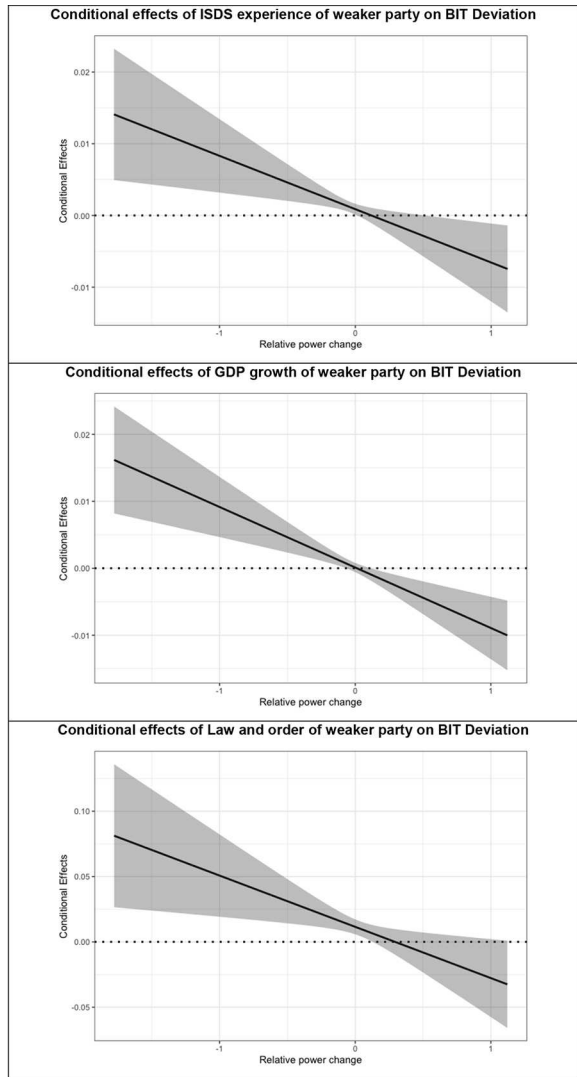 Conditional effects of ISDS experience of weaker party on BIT Deviation
0.02
0.01
0.00
-0.01
Conditional Effects
-1
0
1
Relative power change
Conditional effects of GDP growth of weaker party on BIT Deviation
0.02
0.01
0.00
-0.01
Conditional Effects
-1
0
1
Relative power change
Conditional effects of Law and order of weaker party on BIT Deviation
0.10
0.05
0.00
-0.05
Conditional Effects
-1
0
1
Relative power change